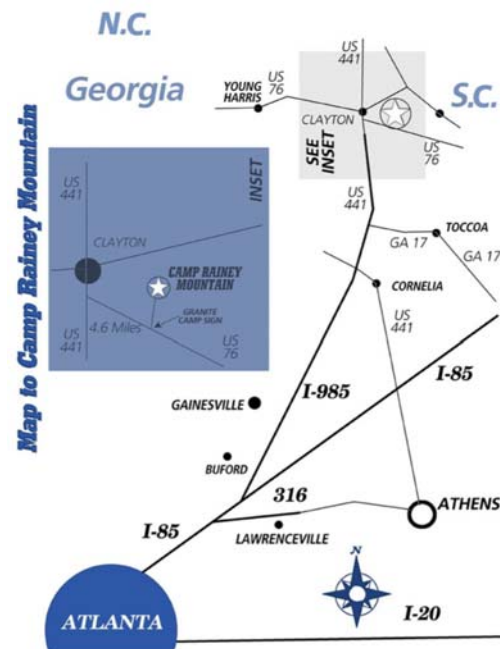 N.C.
Georgia
S.C.
YOUNG
HARRIS
US
76
US
441
CLAYTON
SEE
INSET
US
76
US
441
TOCCOA
GA 17
GA 17
CORNELIA
US
441
Map to Camp Rainey Mountain
INSET
US
441
CLAYTON
CAMP RAINEY
MOUNTAIN
GRANITE
CAMP SIGN
4.6 Miles
US
441
US
76
I-985
I-85
GAINESVILLE
BUFORD
316
ATHENS
I-85
LAWRENCEVILLE
N
ATLANTA
I-20